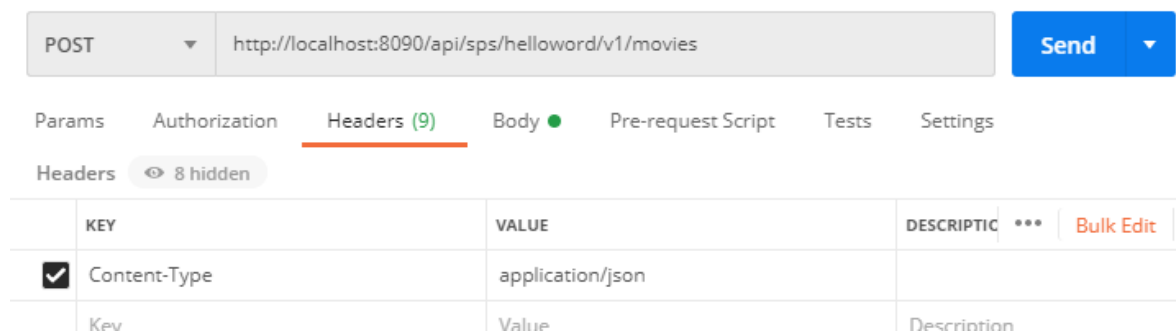 POST http://localhost:8090/api/sps/helloword/v1/movies Send
Params Authorization Headers (9) Body Pre-request Script Tests Settings
Headers 8 hidden
KEY VALUE DESCRIPTIC ••• Bulk Edit
Content-Type application/json
Key Value Description